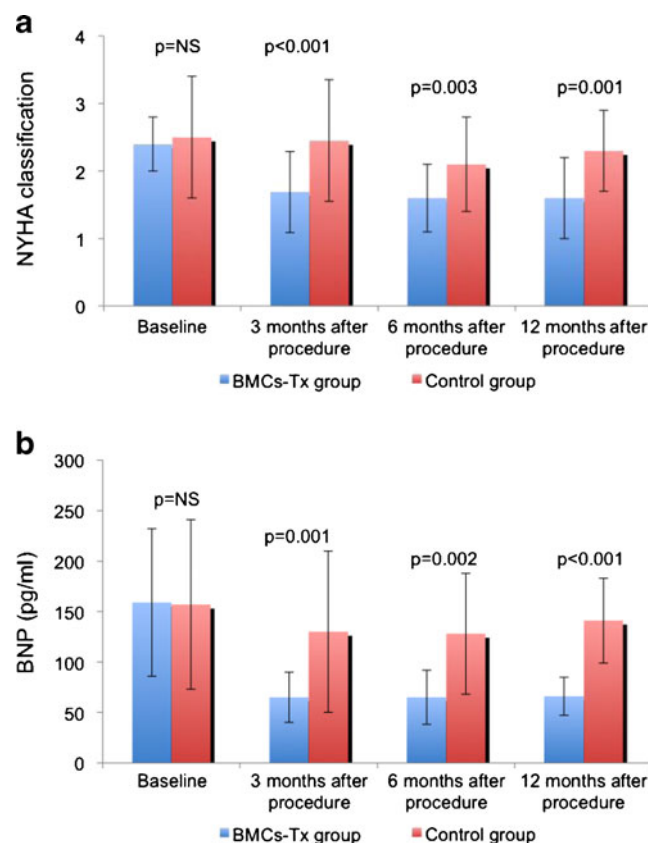 a
4
3
2
1
0
NYHA classification
p=NS
p<0.001
p=0.003
p=0.001
Baseline
3 months after procedure
6 months after procedure
12 months after procedure
BMCs-Tx group
Control group
b
300
250
200
150
100
50
0
BNP (pg/ml)
p=NS
p=0.001
p=0.002
p<0.001
Baseline
3 months after procedure
6 months after procedure
12 months after procedure
BMCs-Tx group
Control group